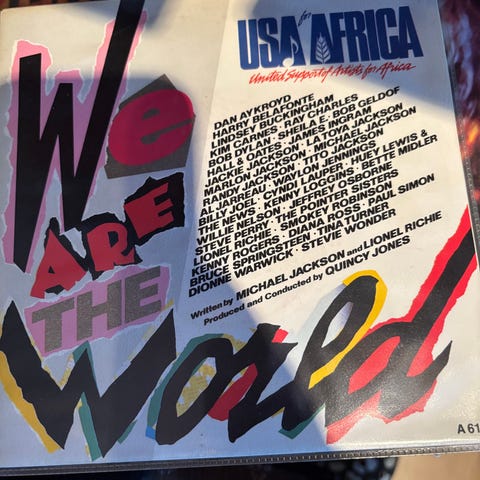 We
ARE
THE
World
for
USA AFRICA
United Support of Artists for Africa
DAN AYKROYD
HARRY BELAFONTE
LINDSEY BUCKINGHAM
KIM CARNES · RAY CHARLES
BOB DYLAN · SHEILA E. · BOB GELDOF
HALL & OATES · JAMES INGRAM
JACKIE JACKSON · LA TOYA JACKSON
MARLON JACKSON · MICHAEL JACKSON
RANDY JACKSON · TITO JACKSON
AL JARREAU · WAYLON JENNINGS
BILLY JOEL · CYNDI LAUPER · HUEY LEWIS &
THE NEWS · KENNY LOGGINS · BETTE MIDLER
WILLIE NELSON · JEFFREY OSBORNE
STEVE PERRY · THE POINTER SISTERS
LIONEL RICHIE · SMOKEY ROBINSON
KENNY ROGERS · DIANA ROSS · PAUL SIMON
BRUCE SPRINGSTEEN · TINA TURNER
DIONNE WARWICK · STEVIE WONDER
Written by MICHAEL JACKSON and LIONEL RICHIE
Produced and Conducted by QUINCY JONES
A 61